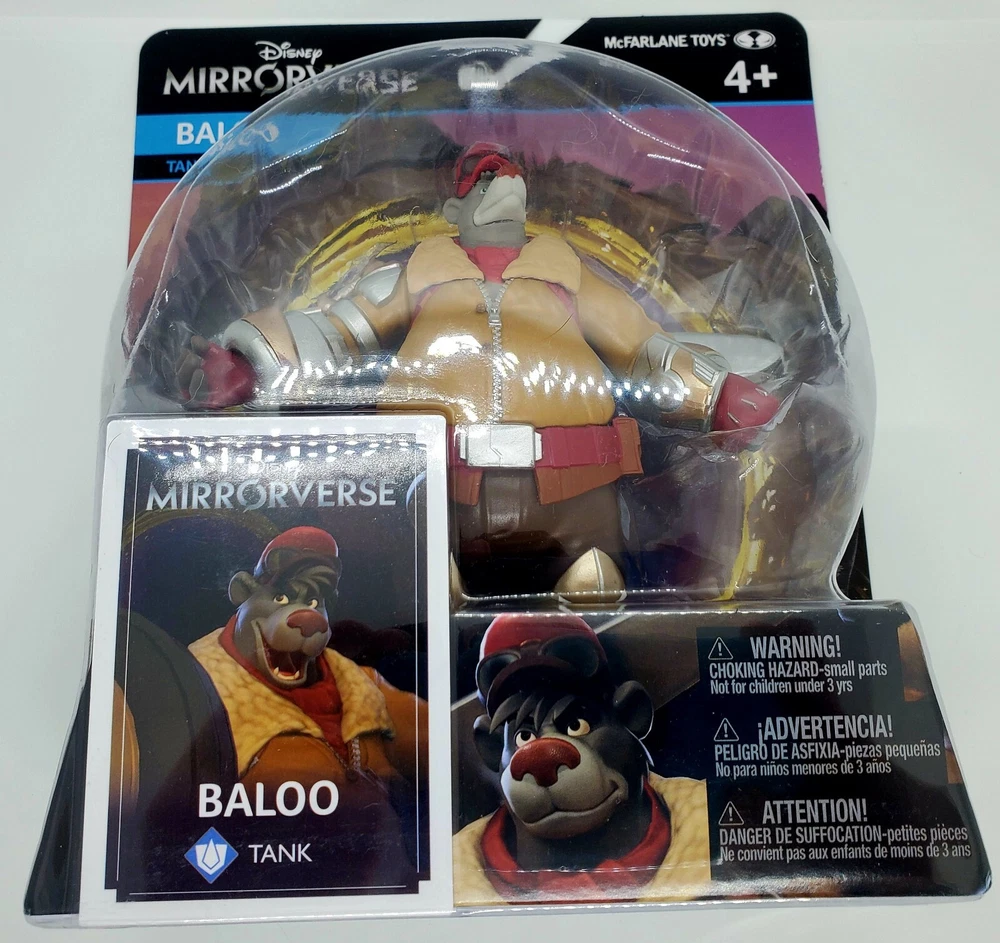 DISNEY
MIRRORVERSE
McFARLANE TOYS
4+
BALOO
MIRRORVERSE
BALOO
TANK
WARNING!
CHOKING HAZARD-small parts
Not for children under 3 yrs
¡ADVERTENCIA!
PELIGRO DE ASFIXIA-piezas pequeñas
No para niños menores de 3 años
ATTENTION!
DANGER DE SUFFOCATION-petites pièces
Ne convient pas aux enfants de moins de 3 ans